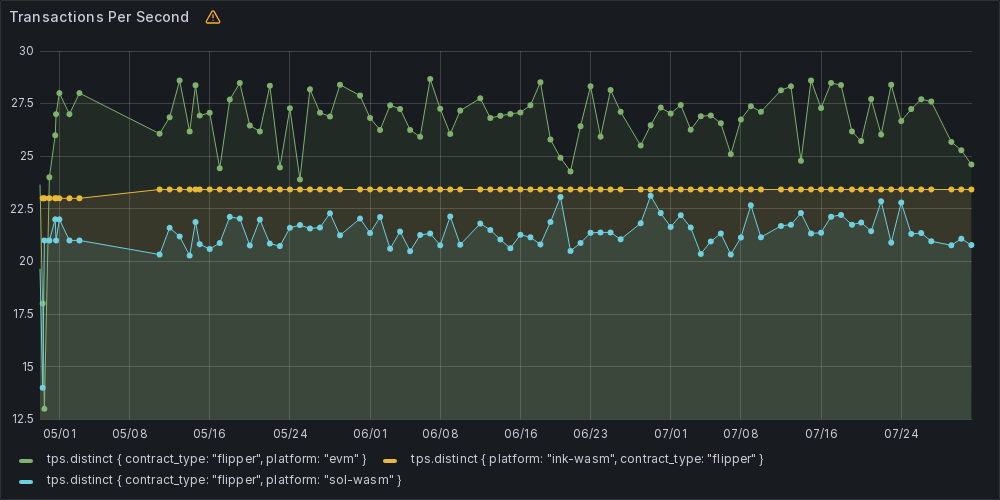 Transactions Per Second
30
27.5
25
22.5
20
17.5
15
12.5
05/01 05/08 05/16 05/24 06/01 06/08 06/16 06/23 07/01 07/08 07/16 07/24
tps.distinct { contract_type: "flipper", platform: "evm" } tps.distinct { platform: "ink-wasm", contract_type: "flipper" }
tps.distinct { contract_type: "flipper", platform: "sol-wasm" }